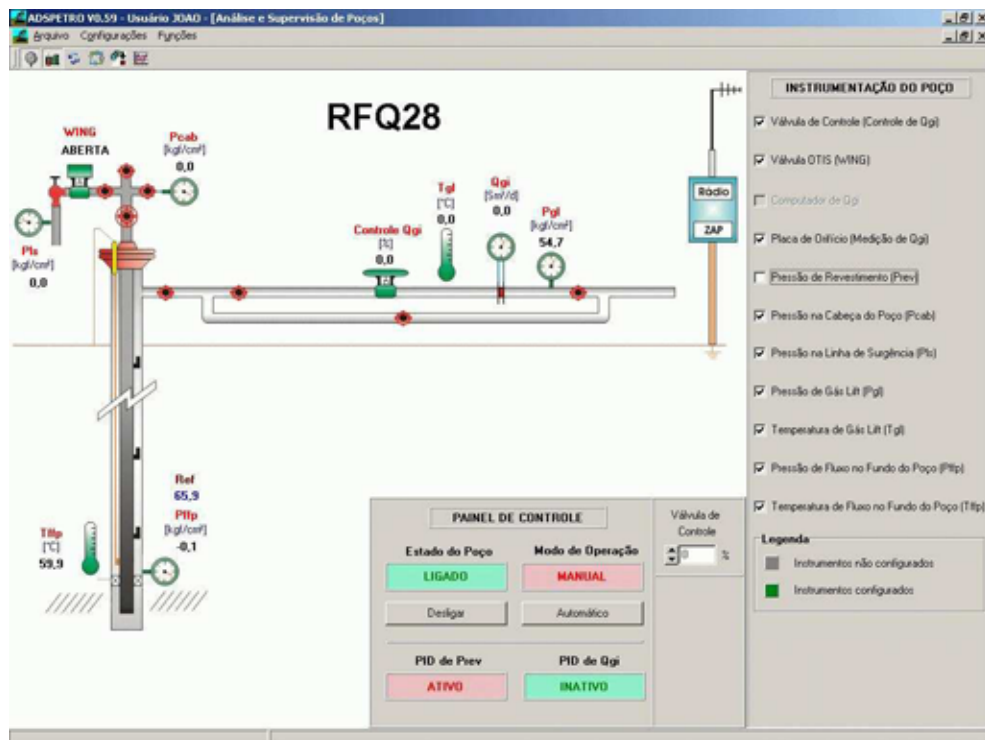 ADSPETRO V0.59 - Usuário JOAO - [Análise e Supervisão de Poços]
Arquivo Configurações Funções
RFQ28
WING
ABERTA
Pcab
[kgf/cm²]
0,0
Pls
[kgf/cm²]
0,0
Controle Qgi
[%]
0,0
Tgl
[°C]
0,0
Qgi
[Sm³/d]
0,0
Pgl
[kgf/cm²]
54,7
Rádio
ZAP
Ref
65,9
Pffp
[kgf/cm²]
-0,1
Tffp
[°C]
59,9
PAINEL DE CONTROLE
Estado do Poço
LIGADO
Desligar
Modo de Operação
MANUAL
Automático
PID de Prev
ATIVO
PID de Qgi
INATIVO
Válvula de
Controle
0 %
INSTRUMENTAÇÃO DO POÇO
Válvula de Controle (Controle de Qgi)
Válvula OTIS (WING)
Computador de Qgi
Placa de Orifício (Medição de Qgi)
Pressão de Revestimento (Prev)
Pressão na Cabeça do Poço (Pcab)
Pressão na Linha de Surgência (Pls)
Pressão de Gás Lift (Pgl)
Temperatura de Gás Lift (Tgl)
Pressão de Fluxo no Fundo do Poço (Pffp)
Temperatura de Fluxo no Fundo do Poço (Tffp)
Legenda
Instrumentos não configurados
Instrumentos configurados